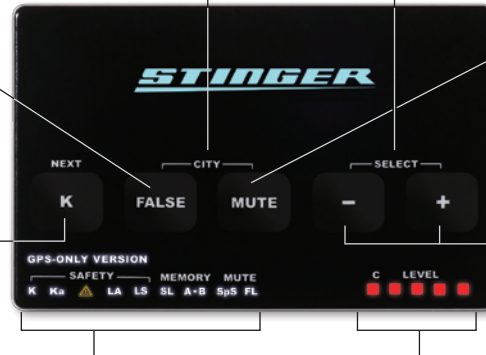 STINGER
NEXT CITY SELECT
K FALSE MUTE - +
GPS-ONLY VERSION
SAFETY MEMORY MUTE C LEVEL
K Ka LA LS SL A•B SpS FL